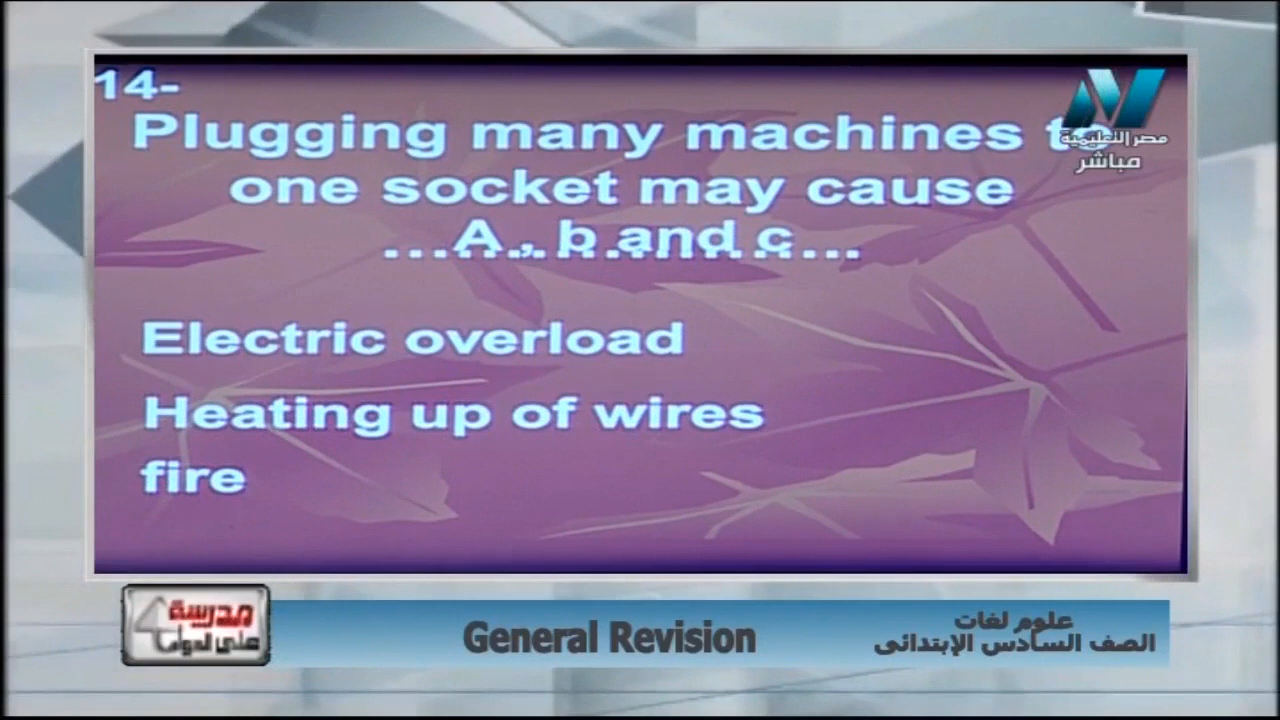 14-
Plugging many machines to
one socket may cause
...A , b and c...
Electric overload
Heating up of wires
fire
مصر التعليمية
مباشر
مدرسة
على الهواء
General Revision
علوم لغات
الصف السادس الإبتدائى